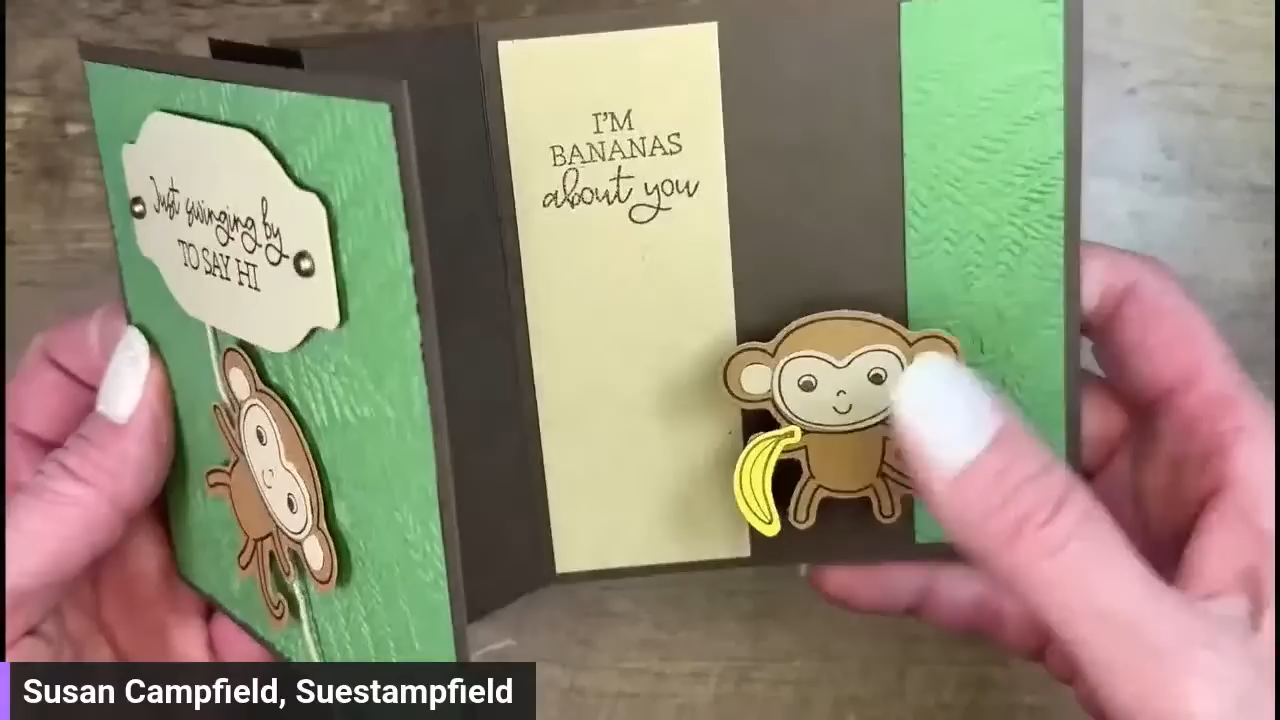 Just swinging by
TO SAY HI
I'M
BANANAS
about you
Susan Campfield, Suestampfield